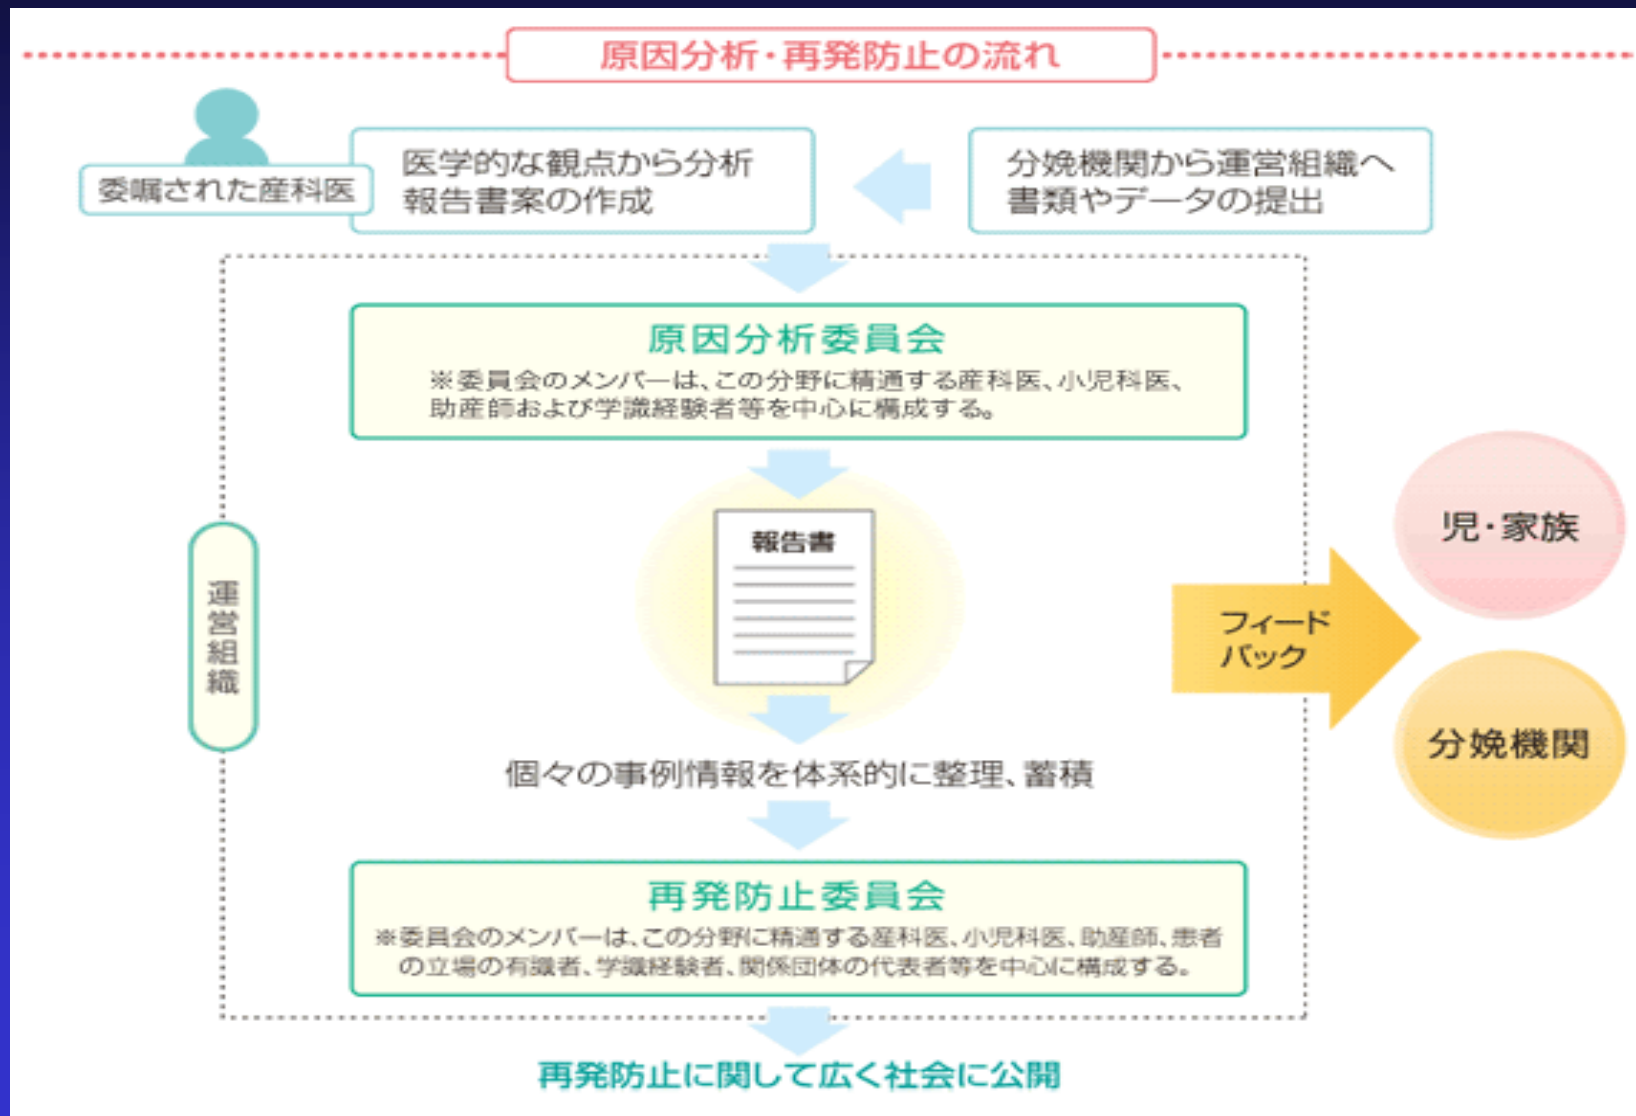 原因分析・再発防止の流れ
委嘱された産科医
医学的な観点から分析
報告書案の作成
分娩機関から運営組織へ
書類やデータの提出
原因分析委員会
※委員会のメンバーは、この分野に精通する産科医、小児科医、
助産師および学識経験者等を中心に構成する。
報告書
運営組織
フィード
バック
児・家族
分娩機関
個々の事例情報を体系的に整理、蓄積
再発防止委員会
※委員会のメンバーは、この分野に精通する産科医、小児科医、助産師、患者
の立場の有識者、学識経験者、関係団体の代表者等を中心に構成する。
再発防止に関して広く社会に公開